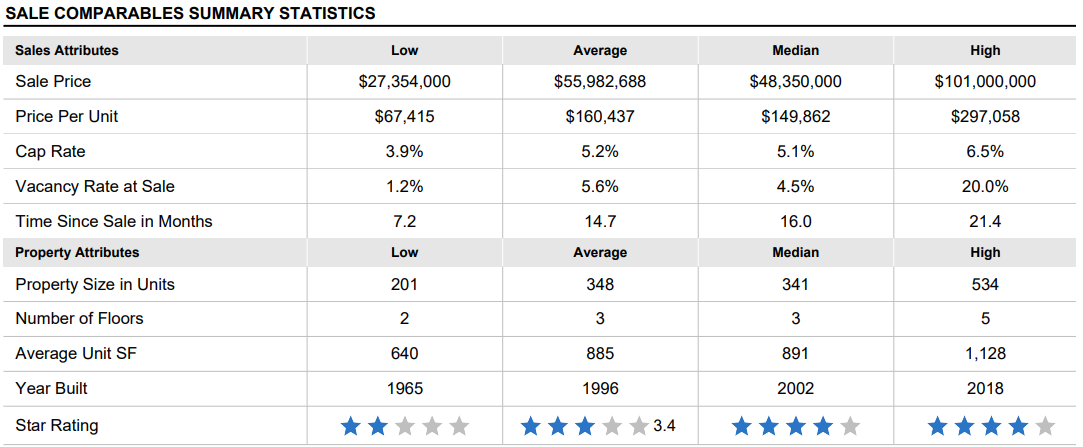 SALE COMPARABLES SUMMARY STATISTICS
Sales Attributes Low Average Median High
Sale Price $27,354,000 $55,982,688 $48,350,000 $101,000,000
Price Per Unit $67,415 $160,437 $149,862 $297,058
Cap Rate 3.9% 5.2% 5.1% 6.5%
Vacancy Rate at Sale 1.2% 5.6% 4.5% 20.0%
Time Since Sale in Months 7.2 14.7 16.0 21.4
Property Attributes Low Average Median High
Property Size in Units 201 348 341 534
Number of Floors 2 3 3 5
Average Unit SF 640 885 891 1,128
Year Built 1965 1996 2002 2018
Star Rating 3.4